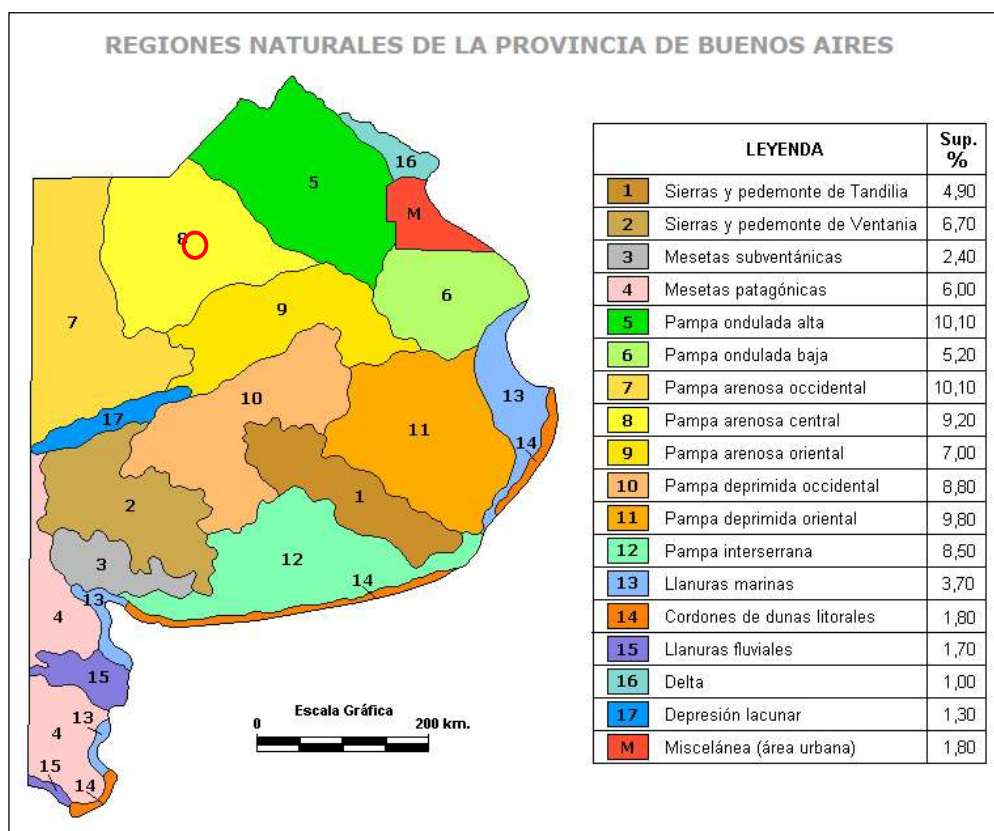 REGIONES NATURALES DE LA PROVINCIA DE BUENOS AIRES
16
5
M
8
6
9
7
13
10
17
14
11
1
2
12
3
14
13
4
15
13
4
15
14
Escala Gráfica
0 200 km.
LEYENDA Sup. %
1 Sierras y pedemonte de Tandilia 4,90
2 Sierras y pedemonte de Ventania 6,70
3 Mesetas subventánicas 2,40
4 Mesetas patagónicas 6,00
5 Pampa ondulada alta 10,10
6 Pampa ondulada baja 5,20
7 Pampa arenosa occidental 10,10
8 Pampa arenosa central 9,20
9 Pampa arenosa oriental 7,00
10 Pampa deprimida occidental 8,80
11 Pampa deprimida oriental 9,80
12 Pampa interserrana 8,50
13 Llanuras marinas 3,70
14 Cordones de dunas litorales 1,80
15 Llanuras fluviales 1,70
16 Delta 1,00
17 Depresión lacunar 1,30
M Miscelánea (área urbana) 1,80